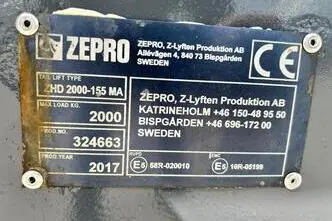 ZEPRO
ZEPRO, Z-Lyften Produktion AB
Allévägen 4, 840 73 Bispgården
SWEDEN
CE
TAIL LIFT TYPE
ZHD 2000-155 MA
MAX LOAD KG.
2000
PROD.NO.
324663
PROD.YEAR
2017
ZEPRO, Z-Lyften Produktion AB
KATRINEHOLM +46 150-48 95 50
BISPGÅRDEN +46 696-172 00
SWEDEN
RUPD
E5 58R-020010
EMC
E5 10R-05199